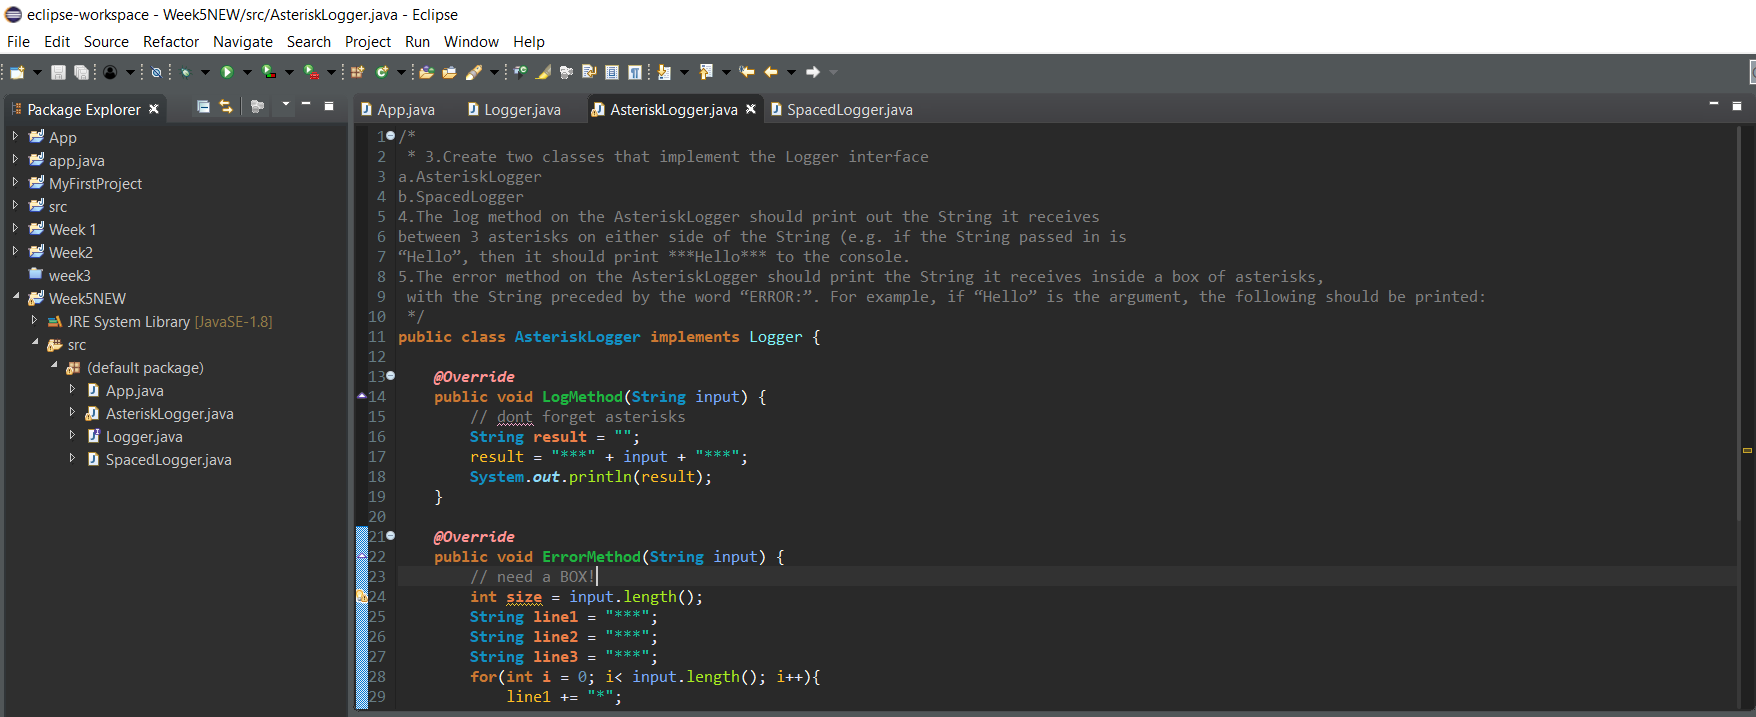 eclipse-workspace - Week5NEW/src/AsteriskLogger.java - Eclipse
File Edit Source Refactor Navigate Search Project Run Window Help
Package Explorer
App.java Logger.java AsteriskLogger.java SpacedLogger.java
App
app.java
MyFirstProject
src
Week 1
Week2
week3
Week5NEW
JRE System Library [JavaSE-1.8]
src
(default package)
App.java
AsteriskLogger.java
Logger.java
SpacedLogger.java
1 /*
2 * 3.Create two classes that implement the Logger interface
3 a.AsteriskLogger
4 b.SpacedLogger
5 4.The log method on the AsteriskLogger should print out the String it receives
6 between 3 asterisks on either side of the String (e.g. if the String passed in is
7 “Hello”, then it should print ***Hello*** to the console.
8 5.The error method on the AsteriskLogger should print the String it receives inside a box of asterisks,
9 with the String preceded by the word “ERROR:”. For example, if “Hello” is the argument, the following should be printed:
10 */
11 public class AsteriskLogger implements Logger {
12
13 @Override
14 public void LogMethod(String input) {
15 // dont forget asterisks
16 String result = "";
17 result = "***" + input + "***";
18 System.out.println(result);
19 }
20
21 @Override
22 public void ErrorMethod(String input) {
23 // need a BOX!
24 int size = input.length();
25 String line1 = "***";
26 String line2 = "***";
27 String line3 = "***";
28 for(int i = 0; i< input.length(); i++){
29 line1 += "*";